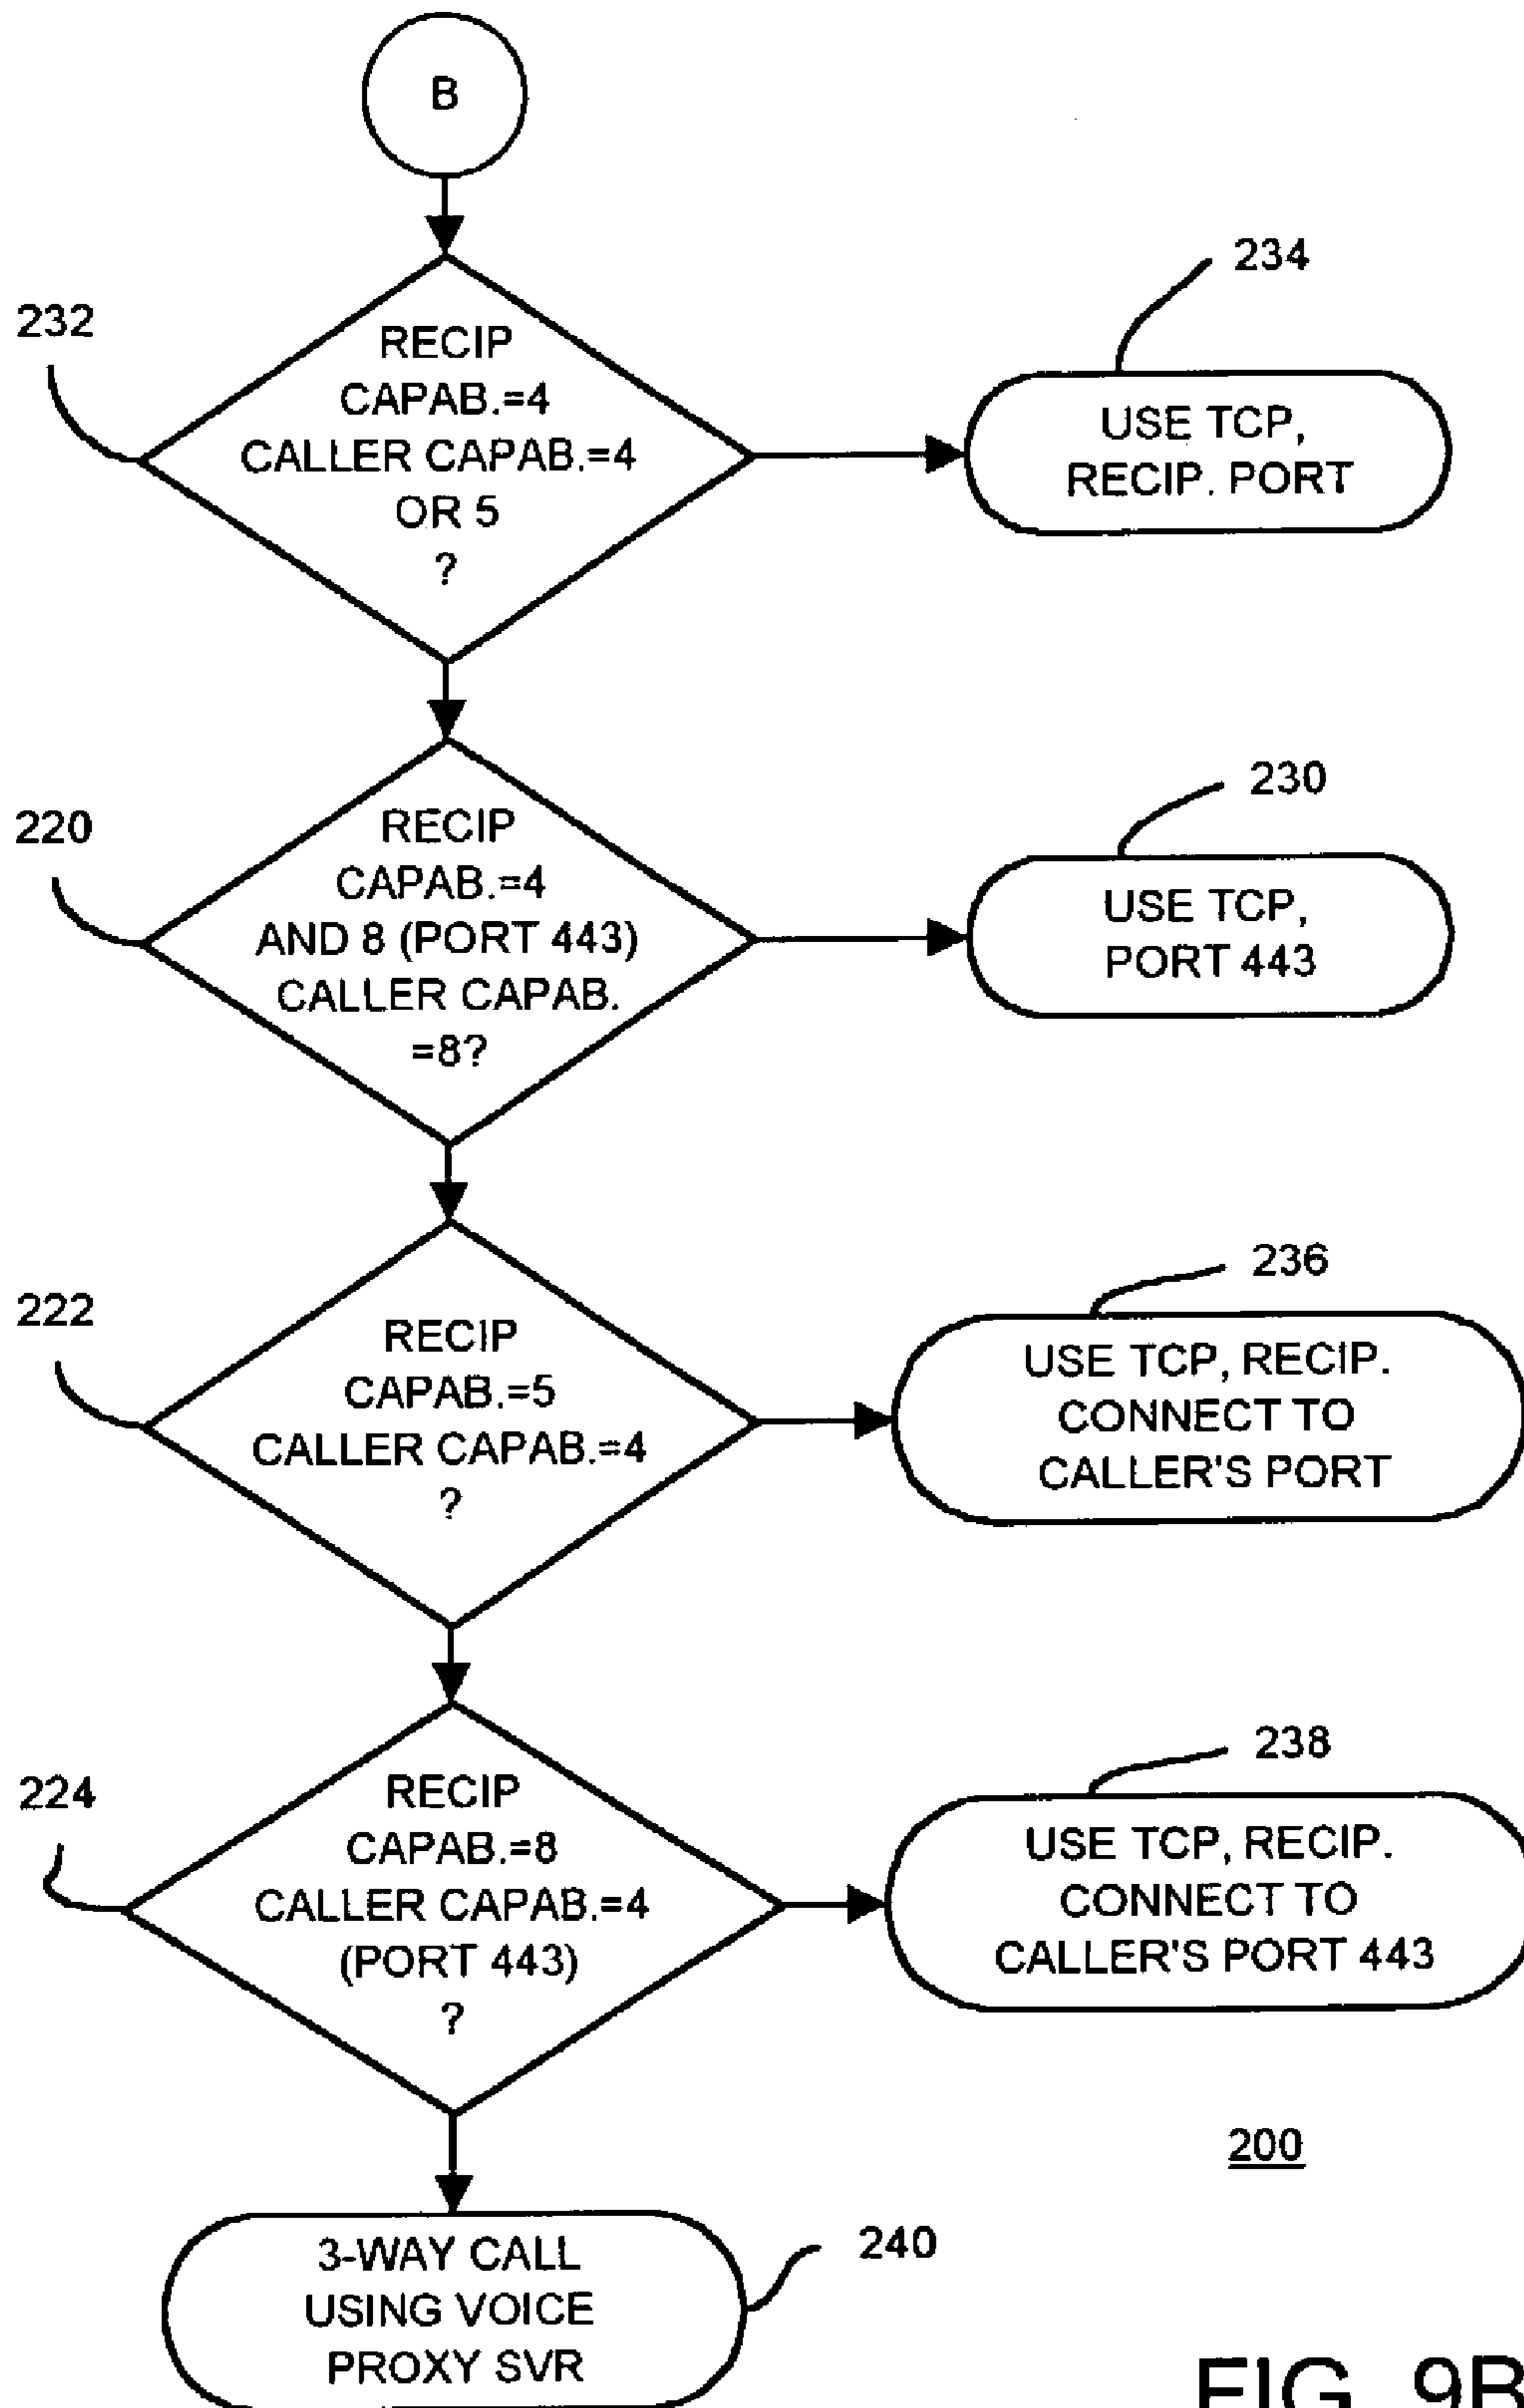 B
232
RECIP
CAPAB.=4
CALLER CAPAB.=4
OR 5
?
234
USE TCP,
RECIP. PORT
220
RECIP
CAPAB.=4
AND 8 (PORT 443)
CALLER CAPAB.
=8?
230
USE TCP,
PORT 443
222
RECIP
CAPAB.=5
CALLER CAPAB.=4
?
236
USE TCP, RECIP.
CONNECT TO
CALLER'S PORT
224
RECIP
CAPAB.=8
CALLER CAPAB.=4
(PORT 443)
?
238
USE TCP, RECIP.
CONNECT TO
CALLER'S PORT 443
200
3-WAY CALL
USING VOICE
PROXY SVR
240
FIG. 9B